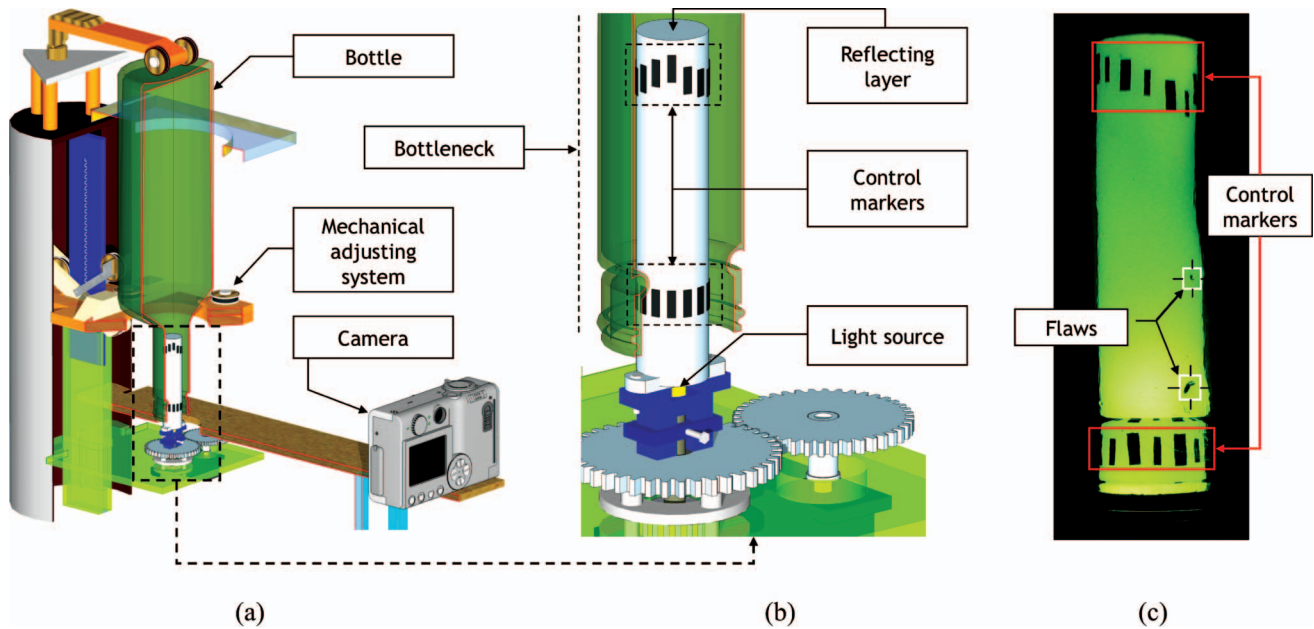 Bottle
Mechanical
adjusting
system
Camera
(a)
Bottleneck
Reflecting
layer
Control
markers
Light source
(b)
Control
markers
Flaws
(c)